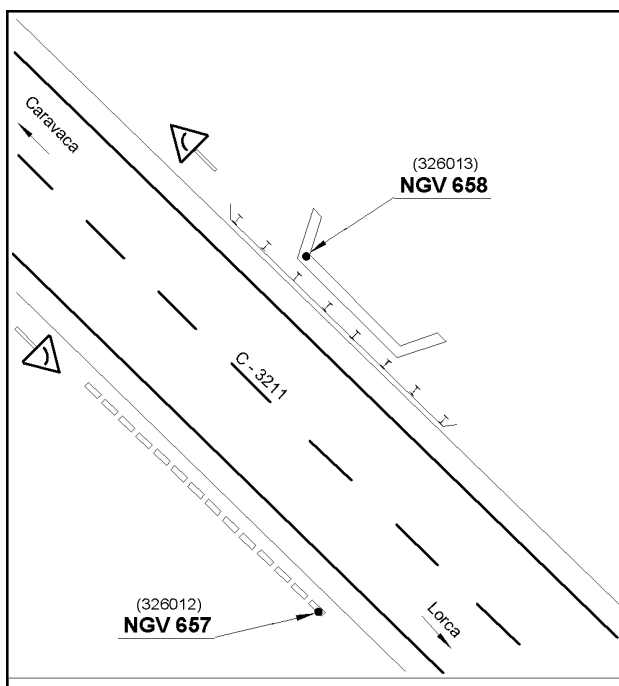 Caravaca
(326013)
NGV 658
C - 3211
(326012)
NGV 657
Lorca